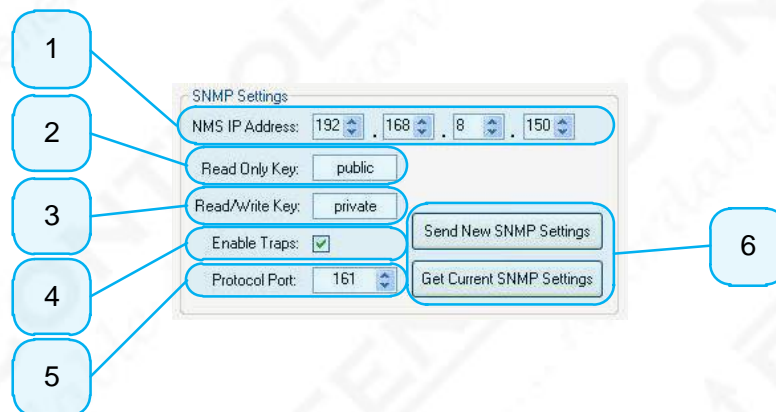 1
SNMP Settings
NMS IP Address: 192 . 168 . 8 . 150
2
Read Only Key: public
3
Read/Write Key: private
Send New SNMP Settings
6
4
Enable Traps:
Protocol Port: 161
Get Current SNMP Settings
5